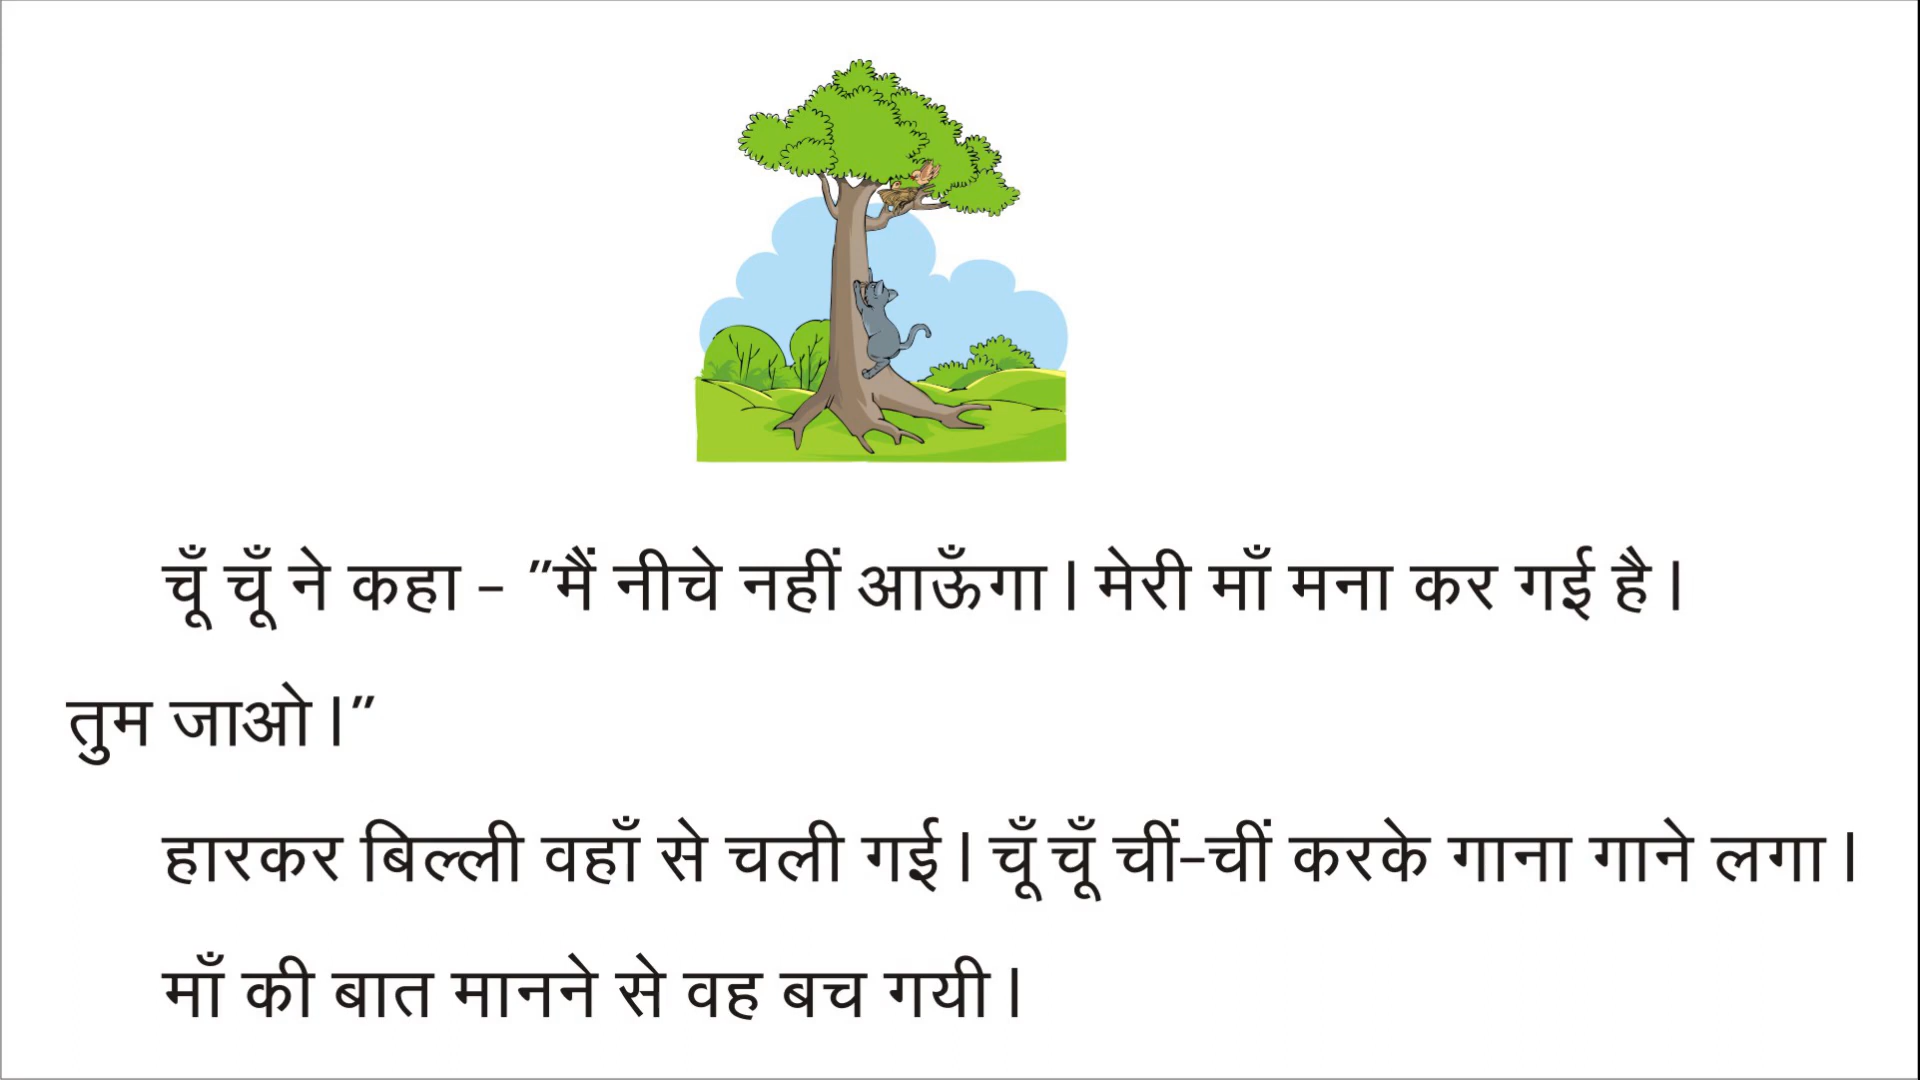 चूँ चूँ ने कहा - ”मैं नीचे नहीं आऊँगा। मेरी माँ मना कर गई है।
तुम जाओ।”
हारकर बिल्ली वहाँ से चली गई। चूँ चूँ चीं-चीं करके गाना गाने लगा।
माँ की बात मानने से वह बच गयी।